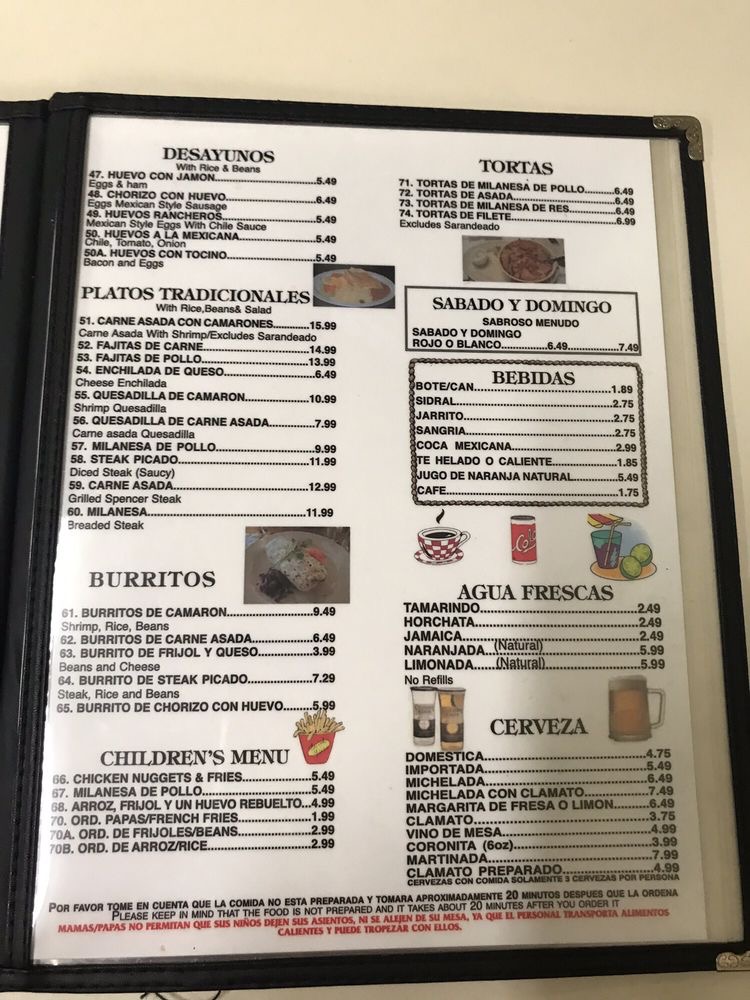 DESAYUNOS
With Rice & Beans
47. HUEVO CON JAMON...5.49
Eggs & ham
48. CHORIZO CON HUEVO...6.49
Eggs Mexican Style Sausage
49. HUEVOS RANCHEROS...5.49
Mexican Style Eggs With Chile Sauce
50. HUEVOS A LA MEXICANA...5.49
Chile, Tomato, Onion
50A. HUEVOS CON TOCINO...5.49
Bacon and Eggs
PLATOS TRADICIONALES
With Rice,Beans& Salad
51. CARNE ASADA CON CAMARONES...15.99
Carne Asada With Shrimp/Excludes Sarandeado
52. FAJITAS DE CARNE...14.99
53. FAJITAS DE POLLO...13.99
54. ENCHILADA DE QUESO...6.49
Cheese Enchilada
55. QUESADILLA DE CAMARON...10.99
Shrimp Quesadilla
56. QUESADILLA DE CARNE ASADA...7.99
Carne asada Quesadilla
57. MILANESA DE POLLO...9.99
58. STEAK PICADO...11.99
Diced Steak (Saucy)
59. CARNE ASADA...12.99
Grilled Spencer Steak
60. MILANESA...11.99
Breaded Steak
BURRITOS
61. BURRITOS DE CAMARON...9.49
Shrimp, Rice, Beans
62. BURRITOS DE CARNE ASADA...6.49
63. BURRITO DE FRIJOL Y QUESO...3.99
Beans and Cheese
64. BURRITO DE STEAK PICADO...7.29
Steak, Rice and Beans
65. BURRITO DE CHORIZO CON HUEVO...5.99
CHILDREN'S MENU
66. CHICKEN NUGGETS & FRIES...5.49
67. MILANESA DE POLLO...5.49
68. ARROZ, FRIJOL Y UN HUEVO REBUELTO...4.99
70. ORD. PAPAS/FRENCH FRIES...1.99
70A. ORD. DE FRIJOLES/BEANS...2.99
70B. ORD. DE ARROZ/RICE...2.99
TORTAS
71. TORTAS DE MILANESA DE POLLO...6.49
72. TORTAS DE ASADA...6.49
73. TORTAS DE MILANESA DE RES...6.49
74. TORTAS DE FILETE...6.99
Excludes Sarandeado
SABADO Y DOMINGO
SABROSO MENUDO
SABADO Y DOMINGO
ROJO O BLANCO...6.49...7.49
BEBIDAS
BOTE/CAN...1.89
SIDRAL...2.75
JARRITO...2.75
SANGRIA...2.75
COCA MEXICANA...2.99
TE HELADO O CALIENTE...1.85
JUGO DE NARANJA NATURAL...5.49
CAFE...1.75
AGUA FRESCAS
TAMARINDO...2.49
HORCHATA...2.49
JAMAICA...2.49
NARANJADA...(Natural)...5.99
LIMONADA...(Natural)...5.99
No Refills
CERVEZA
DOMESTICA...4.75
IMPORTADA...5.49
MICHELADA...6.49
MICHELADA CON CLAMATO...7.49
MARGARITA DE FRESA O LIMON...6.49
CLAMATO...3.75
VINO DE MESA...4.99
CORONITA (6oz)...3.99
MARTINADA...7.99
CLAMATO PREPARADO...4.99
CERVEZAS CON COMIDA SOLAMENTE 3 CERVEZAS POR PERSONA
POR FAVOR TOME EN CUENTA QUE LA COMIDA NO ESTA PREPARADA Y TOMARA APROXIMADAMENTE 20 MINUTOS DESPUES QUE LA ORDENA
PLEASE KEEP IN MIND THAT THE FOOD IS NOT PREPARED AND IT TAKES ABOUT 20 MINUTES AFTER YOU ORDER IT
MAMAS/PAPAS NO PERMITAN QUE SUS NIÑOS DEJEN SUS ASIENTOS, NI SE ALEJEN DE SU MESA, YA QUE EL PERSONAL TRANSPORTA ALIMENTOS
CALIENTES Y PUEDE TROPEZAR CON ELLOS.